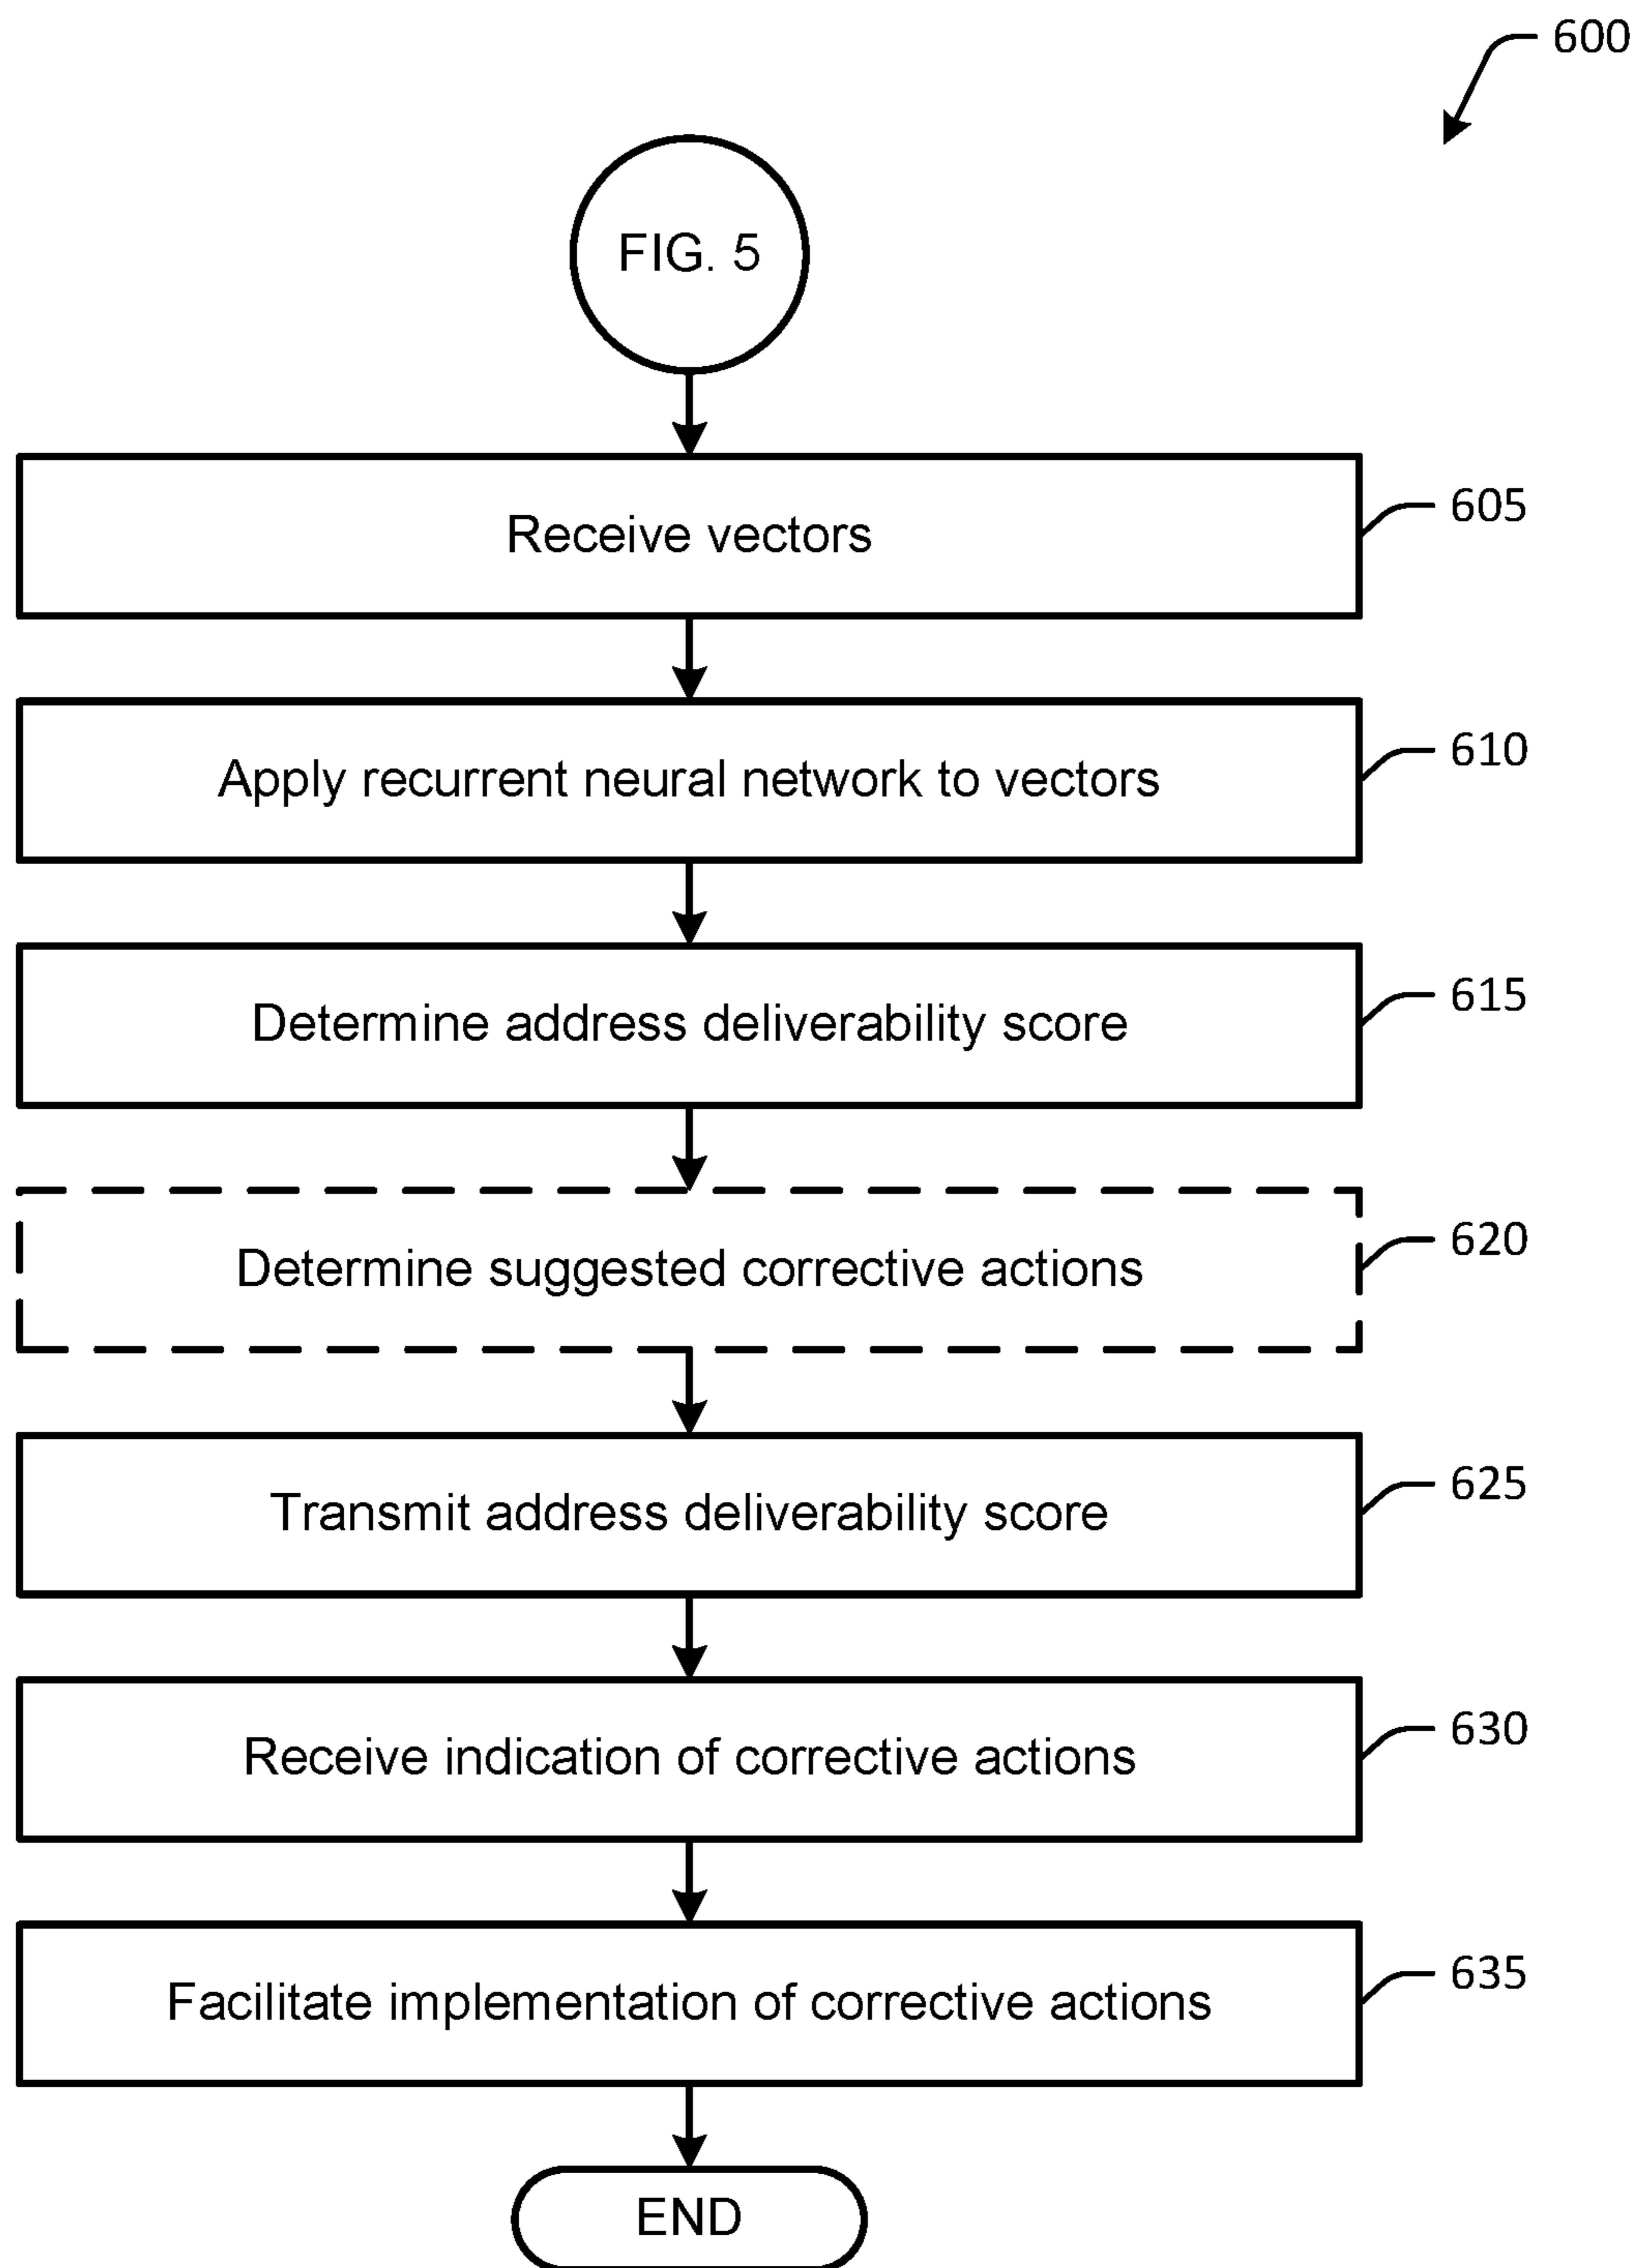 600
FIG. 5
Receive vectors
605
Apply recurrent neural network to vectors
610
Determine address deliverability score
615
Determine suggested corrective actions
620
Transmit address deliverability score
625
Receive indication of corrective actions
630
Facilitate implementation of corrective actions
635
END